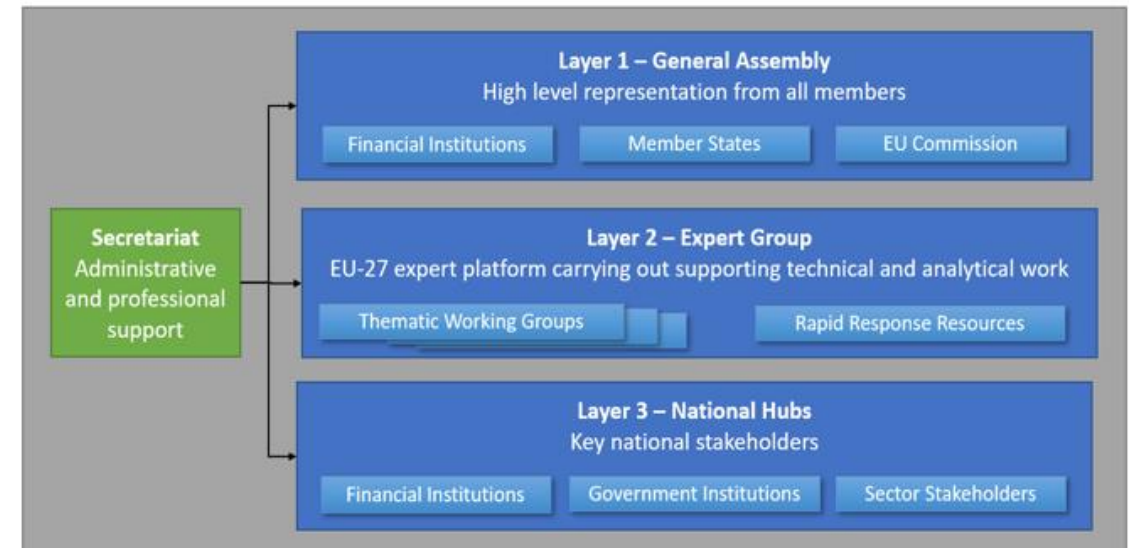 Layer 1 – General Assembly
High level representation from all members
Financial Institutions
Member States
EU Commission
Secretariat
Administrative
and professional
support
Layer 2 – Expert Group
EU-27 expert platform carrying out supporting technical and analytical work
Thematic Working Groups
Rapid Response Resources
Layer 3 – National Hubs
Key national stakeholders
Financial Institutions
Government Institutions
Sector Stakeholders